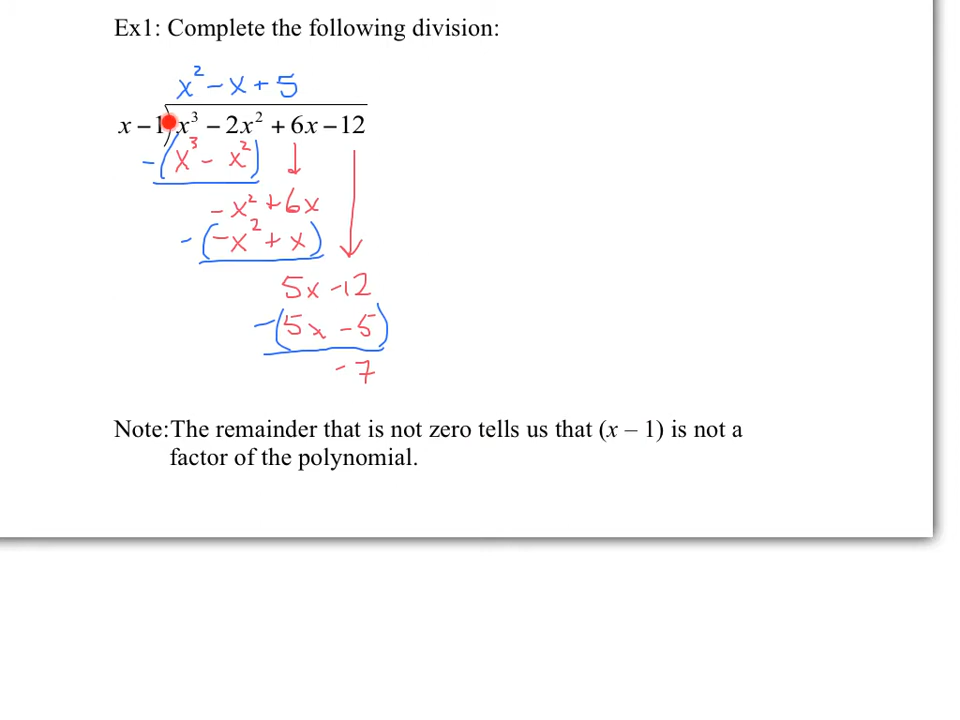 Ex1: Complete the following division:
x² − x + 5
x − 1) x³ − 2x² + 6x − 12
−(x³ − x²)
−x² + 6x
−(−x² + x)
5x − 12
−(5x − 5)
−7
Note:The remainder that is not zero tells us that (x – 1) is not a
factor of the polynomial.